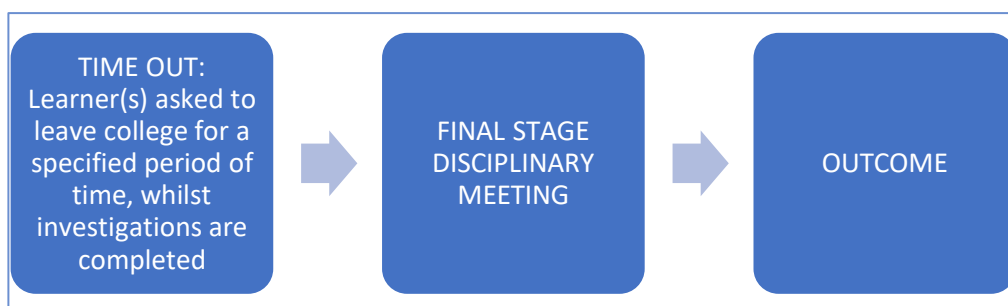 TIME OUT:
Learner(s) asked to
leave college for a
specified period of
time, whilst
investigations are
completed
FINAL STAGE
DISCIPLINARY
MEETING
OUTCOME